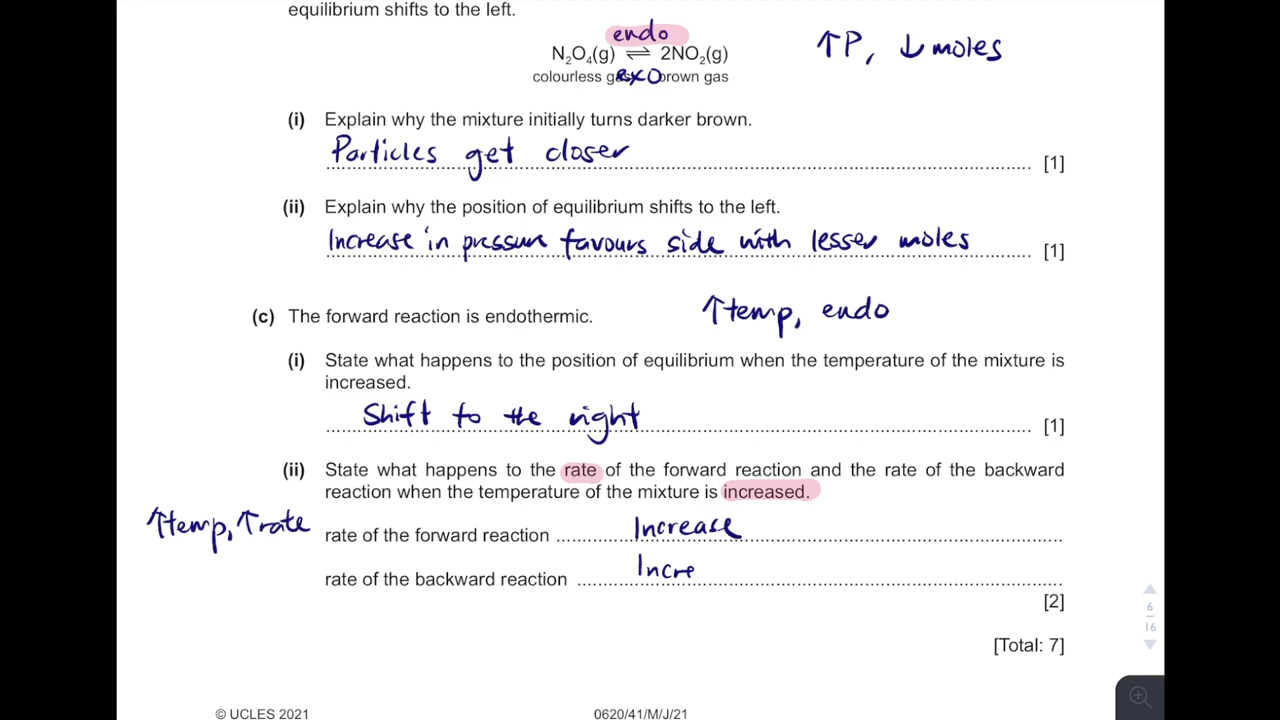 equilibrium shifts to the left.
endo
↑P, ↓moles
N₂O₄(g) ⇌ 2NO₂(g)
colourless gas exo brown gas
(i) Explain why the mixture initially turns darker brown.
Particles get closer
[1]
(ii) Explain why the position of equilibrium shifts to the left.
Increase in pressure favours side with lesser moles
[1]
(c) The forward reaction is endothermic.
↑temp, endo
(i) State what happens to the position of equilibrium when the temperature of the mixture is
increased.
Shift to the right
[1]
(ii) State what happens to the rate of the forward reaction and the rate of the backward
reaction when the temperature of the mixture is increased.
↑temp, ↑rate
rate of the forward reaction Increase
rate of the backward reaction Incre
[2]
6
16
[Total: 7]
© UCLES 2021 0620/41/M/J/21